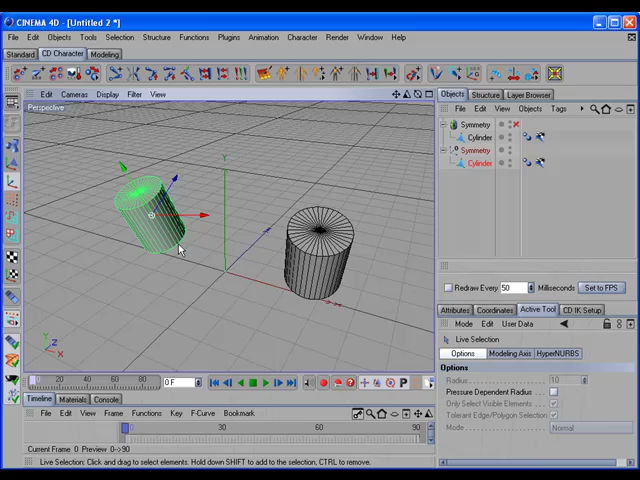 CINEMA 4D - [Untitled 2 *]
File Edit Objects Tools Selection Structure Functions Plugins Animation Character Render Window Help
Standard CD Character Modeling
Edit Cameras Display Filter View
Perspective
Y
X
Y
Z
X
0 20 40 60 80 0 F
P
Timeline Materials Console
File Edit View Frame Functions Key F-Curve Bookmark
0 30 60 90
Current Frame 0 Preview 0-->90
Live Selection: Click and drag to select elements. Hold down SHIFT to add to the selection, CTRL to remove.
Objects Structure Layer Browser
File Edit View Objects Tags
Symmetry
Cylinder
Symmetry
Cylinder
Redraw Every 50 Milliseconds Set to FPS
Attributes Coordinates Active Tool CD IK Setup
Mode Edit User Data
Live Selection
Options Modeling Axis HyperNURBS
Options
Radius 10
Pressure Dependent Radius
Only Select Visible Elements
Tolerant Edge/Polygon Selection
Mode Normal